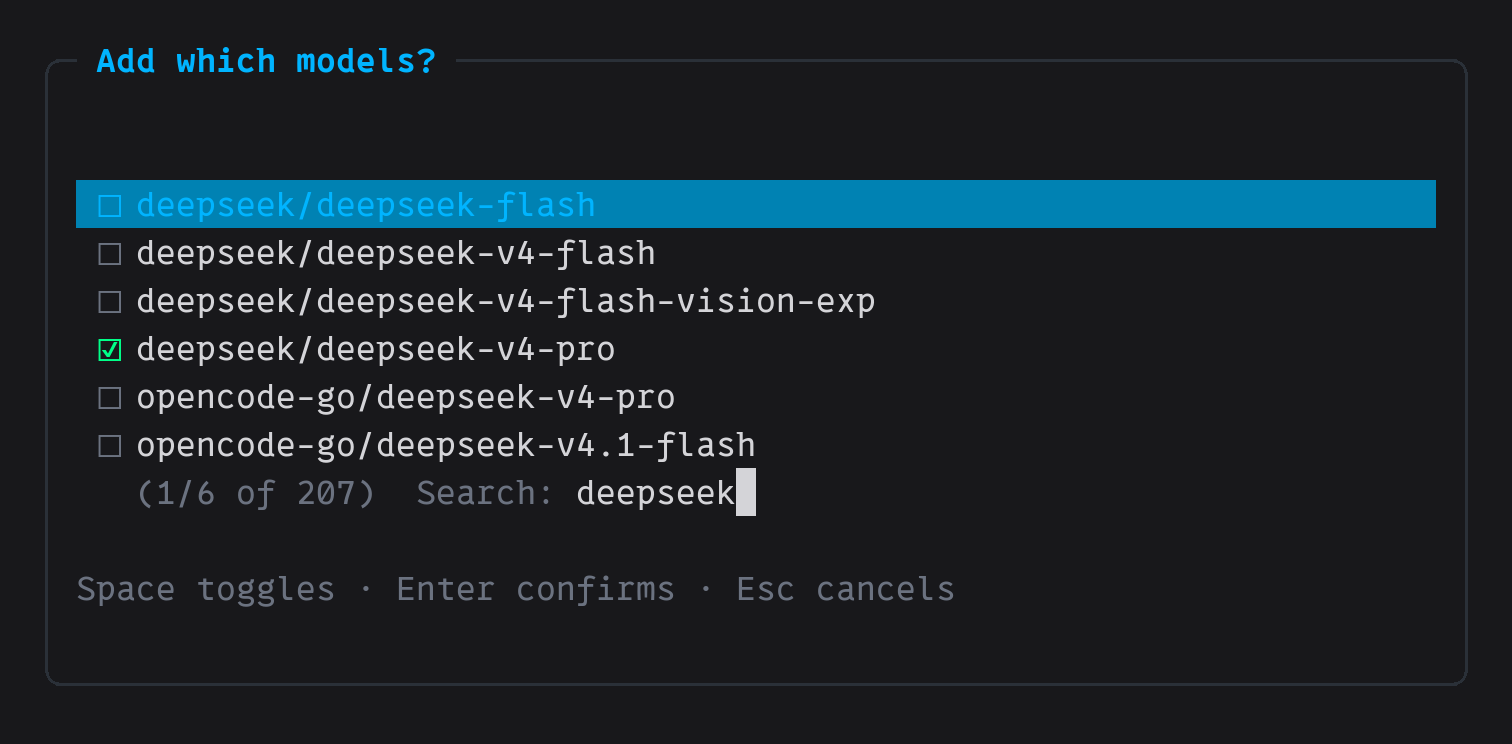 Add which models?
☐ deepseek/deepseek-flash
☐ deepseek/deepseek-v4-flash
☐ deepseek/deepseek-v4-flash-vision-exp
☑ deepseek/deepseek-v4-pro
☐ opencode-go/deepseek-v4-pro
☐ opencode-go/deepseek-v4.1-flash
(1/6 of 207)  Search: deepseek
Space toggles · Enter confirms · Esc cancels